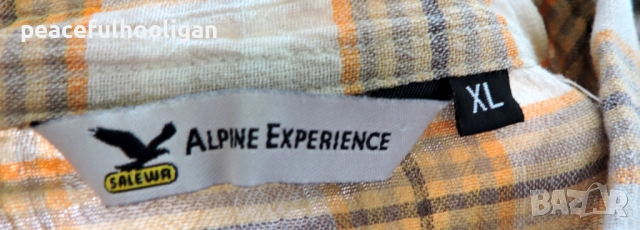 peacefulhooligan
ALPINE EXPERIENCE
XL
SALEWA
BAZAR